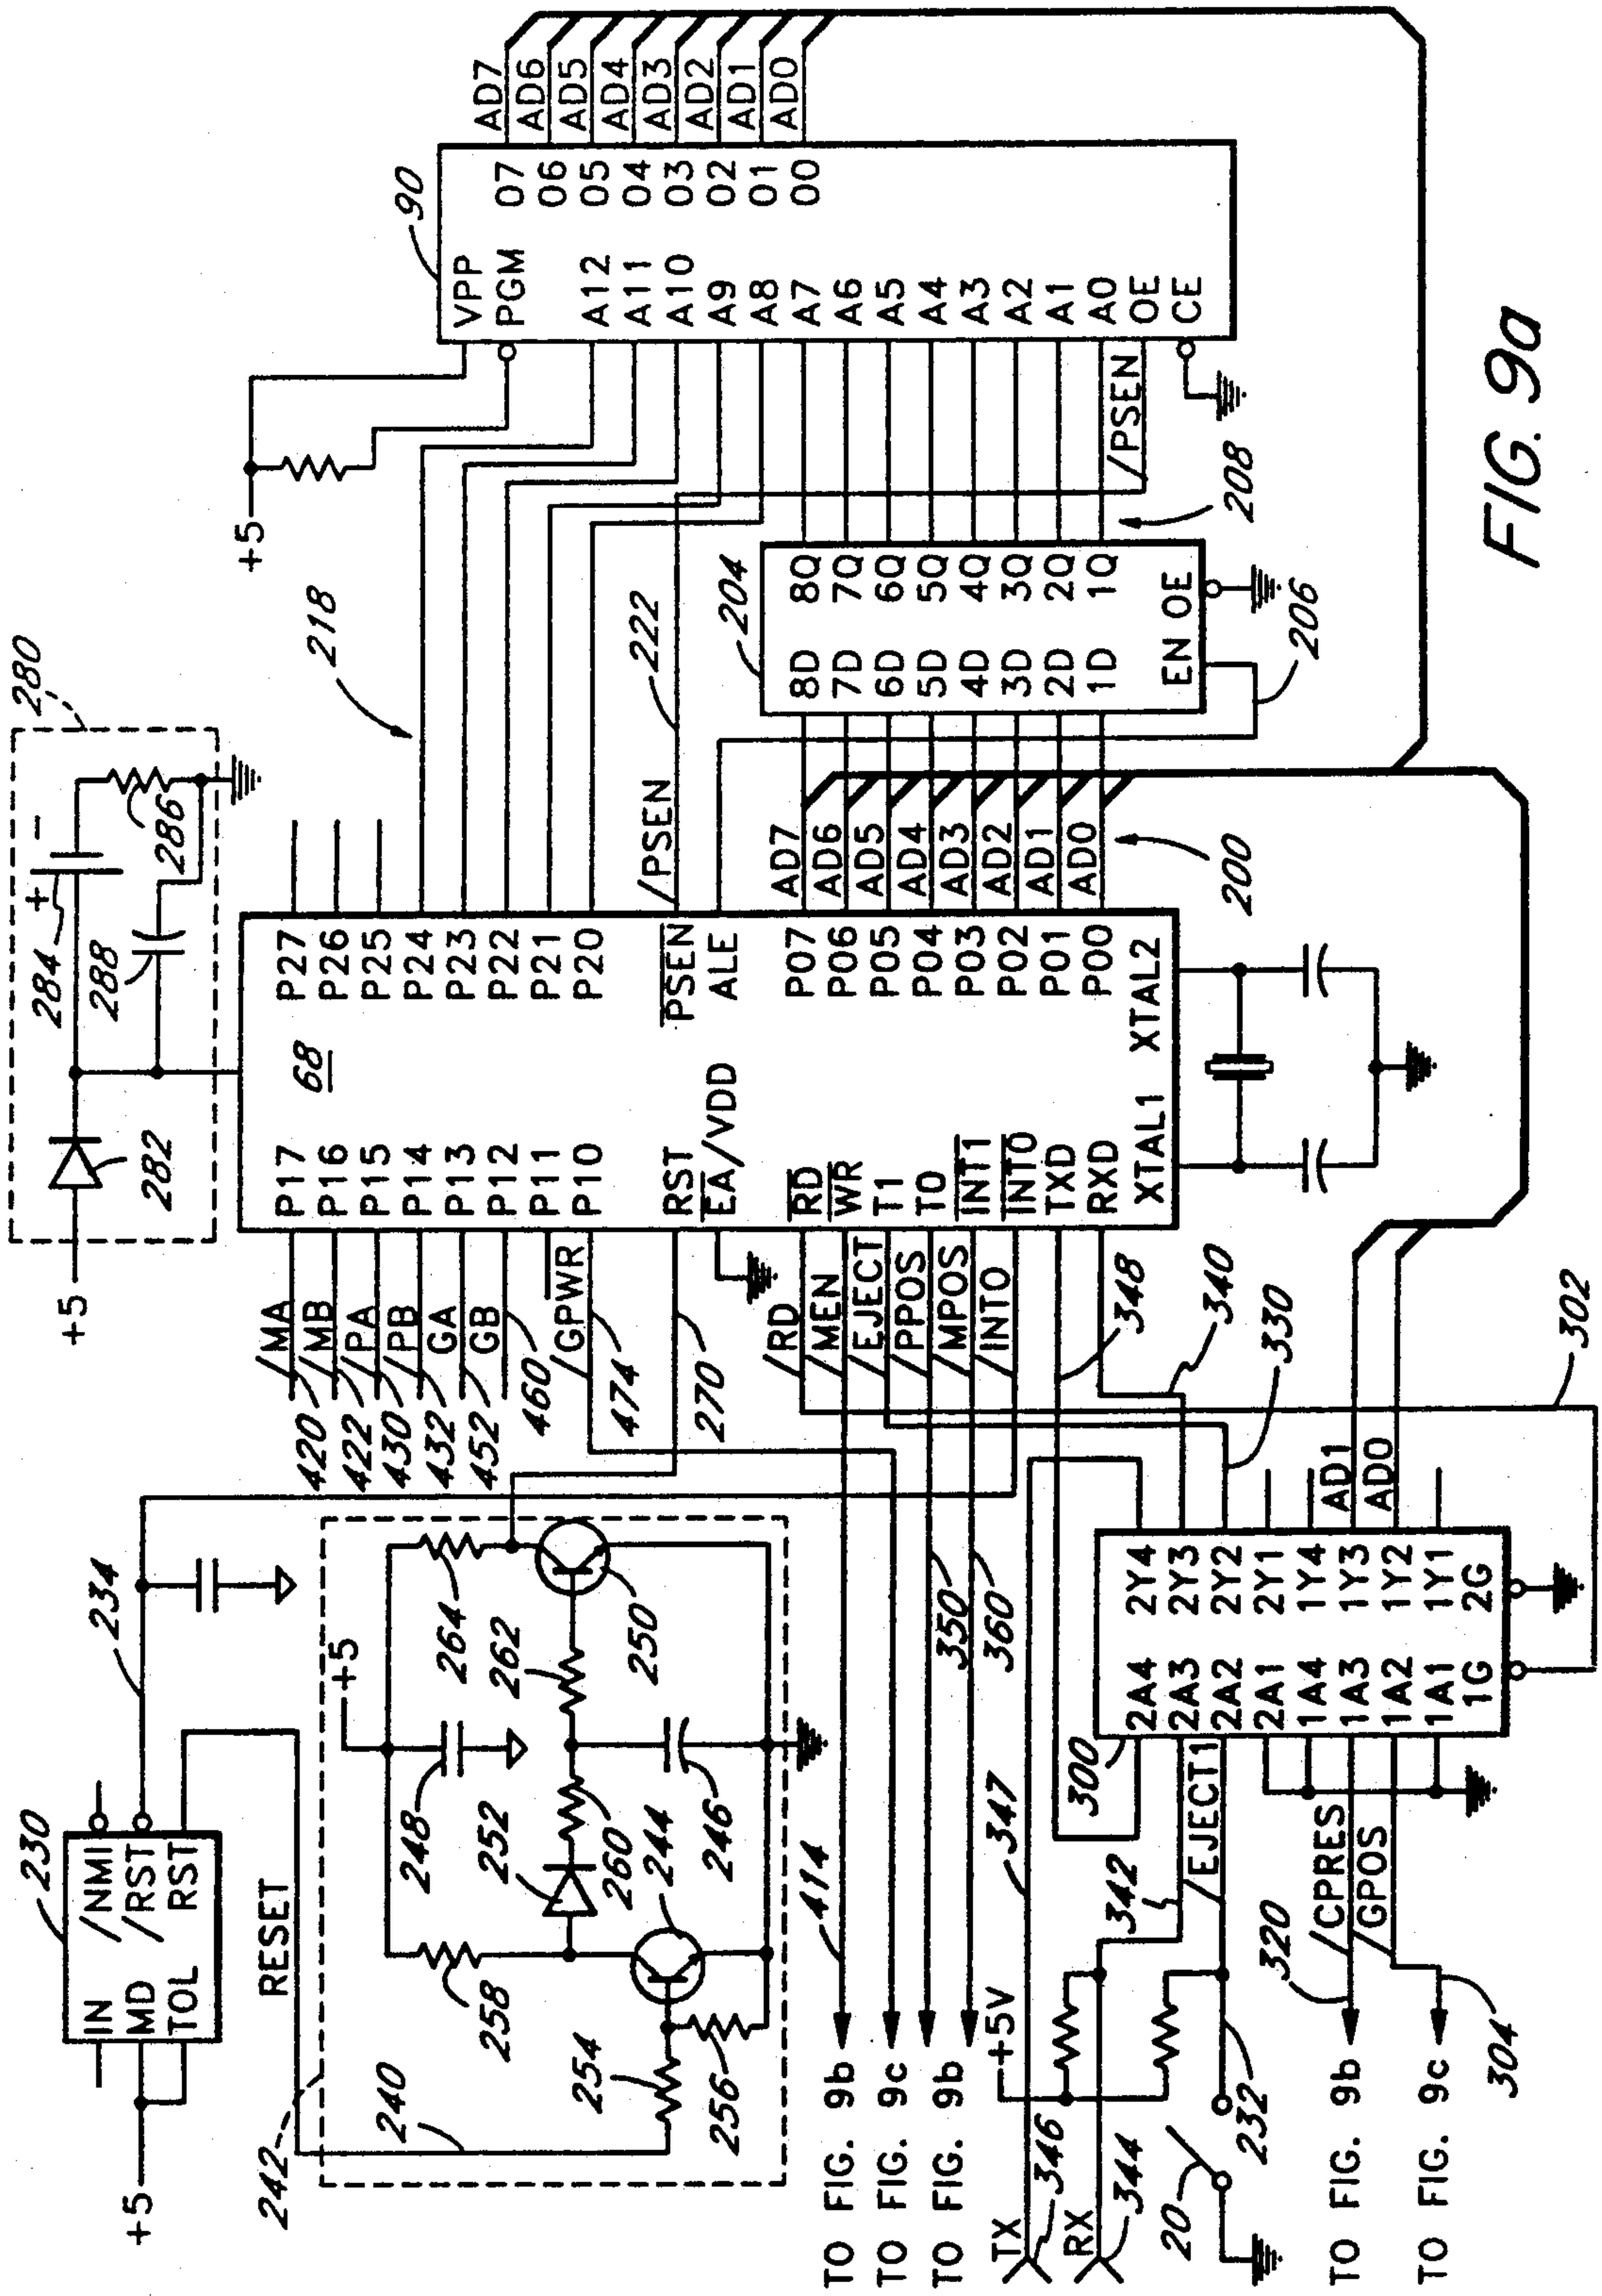 +5
IN
MD
TOL
/NMI
/RST
RST
230
234
RESET
240
242
+5
248
264
258
252
262
260
250
244
246
254
256
+5
282
284
+ -
288
286
280
/MA
/MB
/PA
/PB
GA
GB
/GPWR
420
422
430
432
452
460
474
270
68
P17
P16
P15
P14
P13
P12
P11
P10
RST
EA/VDD
RD
WR
T1
T0
INT1
INT0
TXD
RXD
XTAL1
XTAL2
P27
P26
P25
P24
P23
P22
P21
P20
PSEN
ALE
P07
P06
P05
P04
P03
P02
P01
P00
/RD
/MEN
/EJECT
/PPOS
/MPOS
/INT0
218
/PSEN
222
AD7
AD6
AD5
AD4
AD3
AD2
AD1
AD0
200
204
8D
7D
6D
5D
4D
3D
2D
1D
EN
OE
8Q
7Q
6Q
5Q
4Q
3Q
2Q
1Q
206
208
+5
90
VPP
PGM
A12
A11
A10
A9
A8
A7
A6
A5
A4
A3
A2
A1
A0
OE
CE
/PSEN
07
06
05
04
03
02
01
00
AD7
AD6
AD5
AD4
AD3
AD2
AD1
AD0
TO FIG. 9b
414
TO FIG. 9c
TO FIG. 9b
350
360
+5V
347
TX
346
RX
344
342
348
340
330
302
300
20
232
/EJECT1
320
/CPRES
/GPOS
TO FIG. 9b
TO FIG. 9c
304
2A4
2A3
2A2
2A1
1A4
1A3
1A2
1A1
1G
2Y4
2Y3
2Y2
2Y1
1Y4
1Y3
1Y2
1Y1
2G
AD1
AD0
FIG. 9a